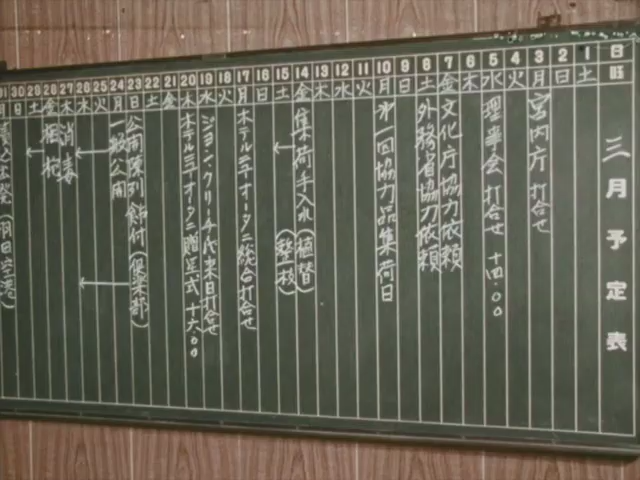 三月予定表
日
1 土
2 日
3 月 宮内庁打合せ
4 火
5 水 理事会打合せ 十四.００
6 木
7 金 文化庁協力依頼
8 土 外務省協力依頼
9 日
10 月 第一回協力品集荷日
11 火
12 水
13 木
14 金 集荷手入れ(植替)
15 土 (整枝)
16 日
17 月 ホテルニューオータニ総合打合せ
18 火
19 水 ジョン・クリーチ氏来日打合せ
20 木 ホテルニューオータニ贈呈式 十六.００
21 金
22 土
23 日 公開陳列飾付(倶楽部)
24 月 一般公開
25 火
26 水
27 木 消毒
28 金 梱包
29 土
30 日
31 月 (羽田空港)